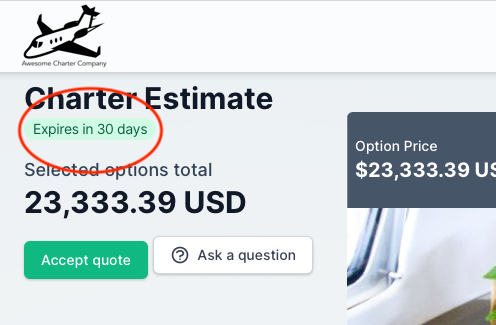 Awesome Charter Company
Charter Estimate
Expires in 30 days
Selected options total
23,333.39 USD
Accept quote
Ask a question
Option Price
$23,333.39 US